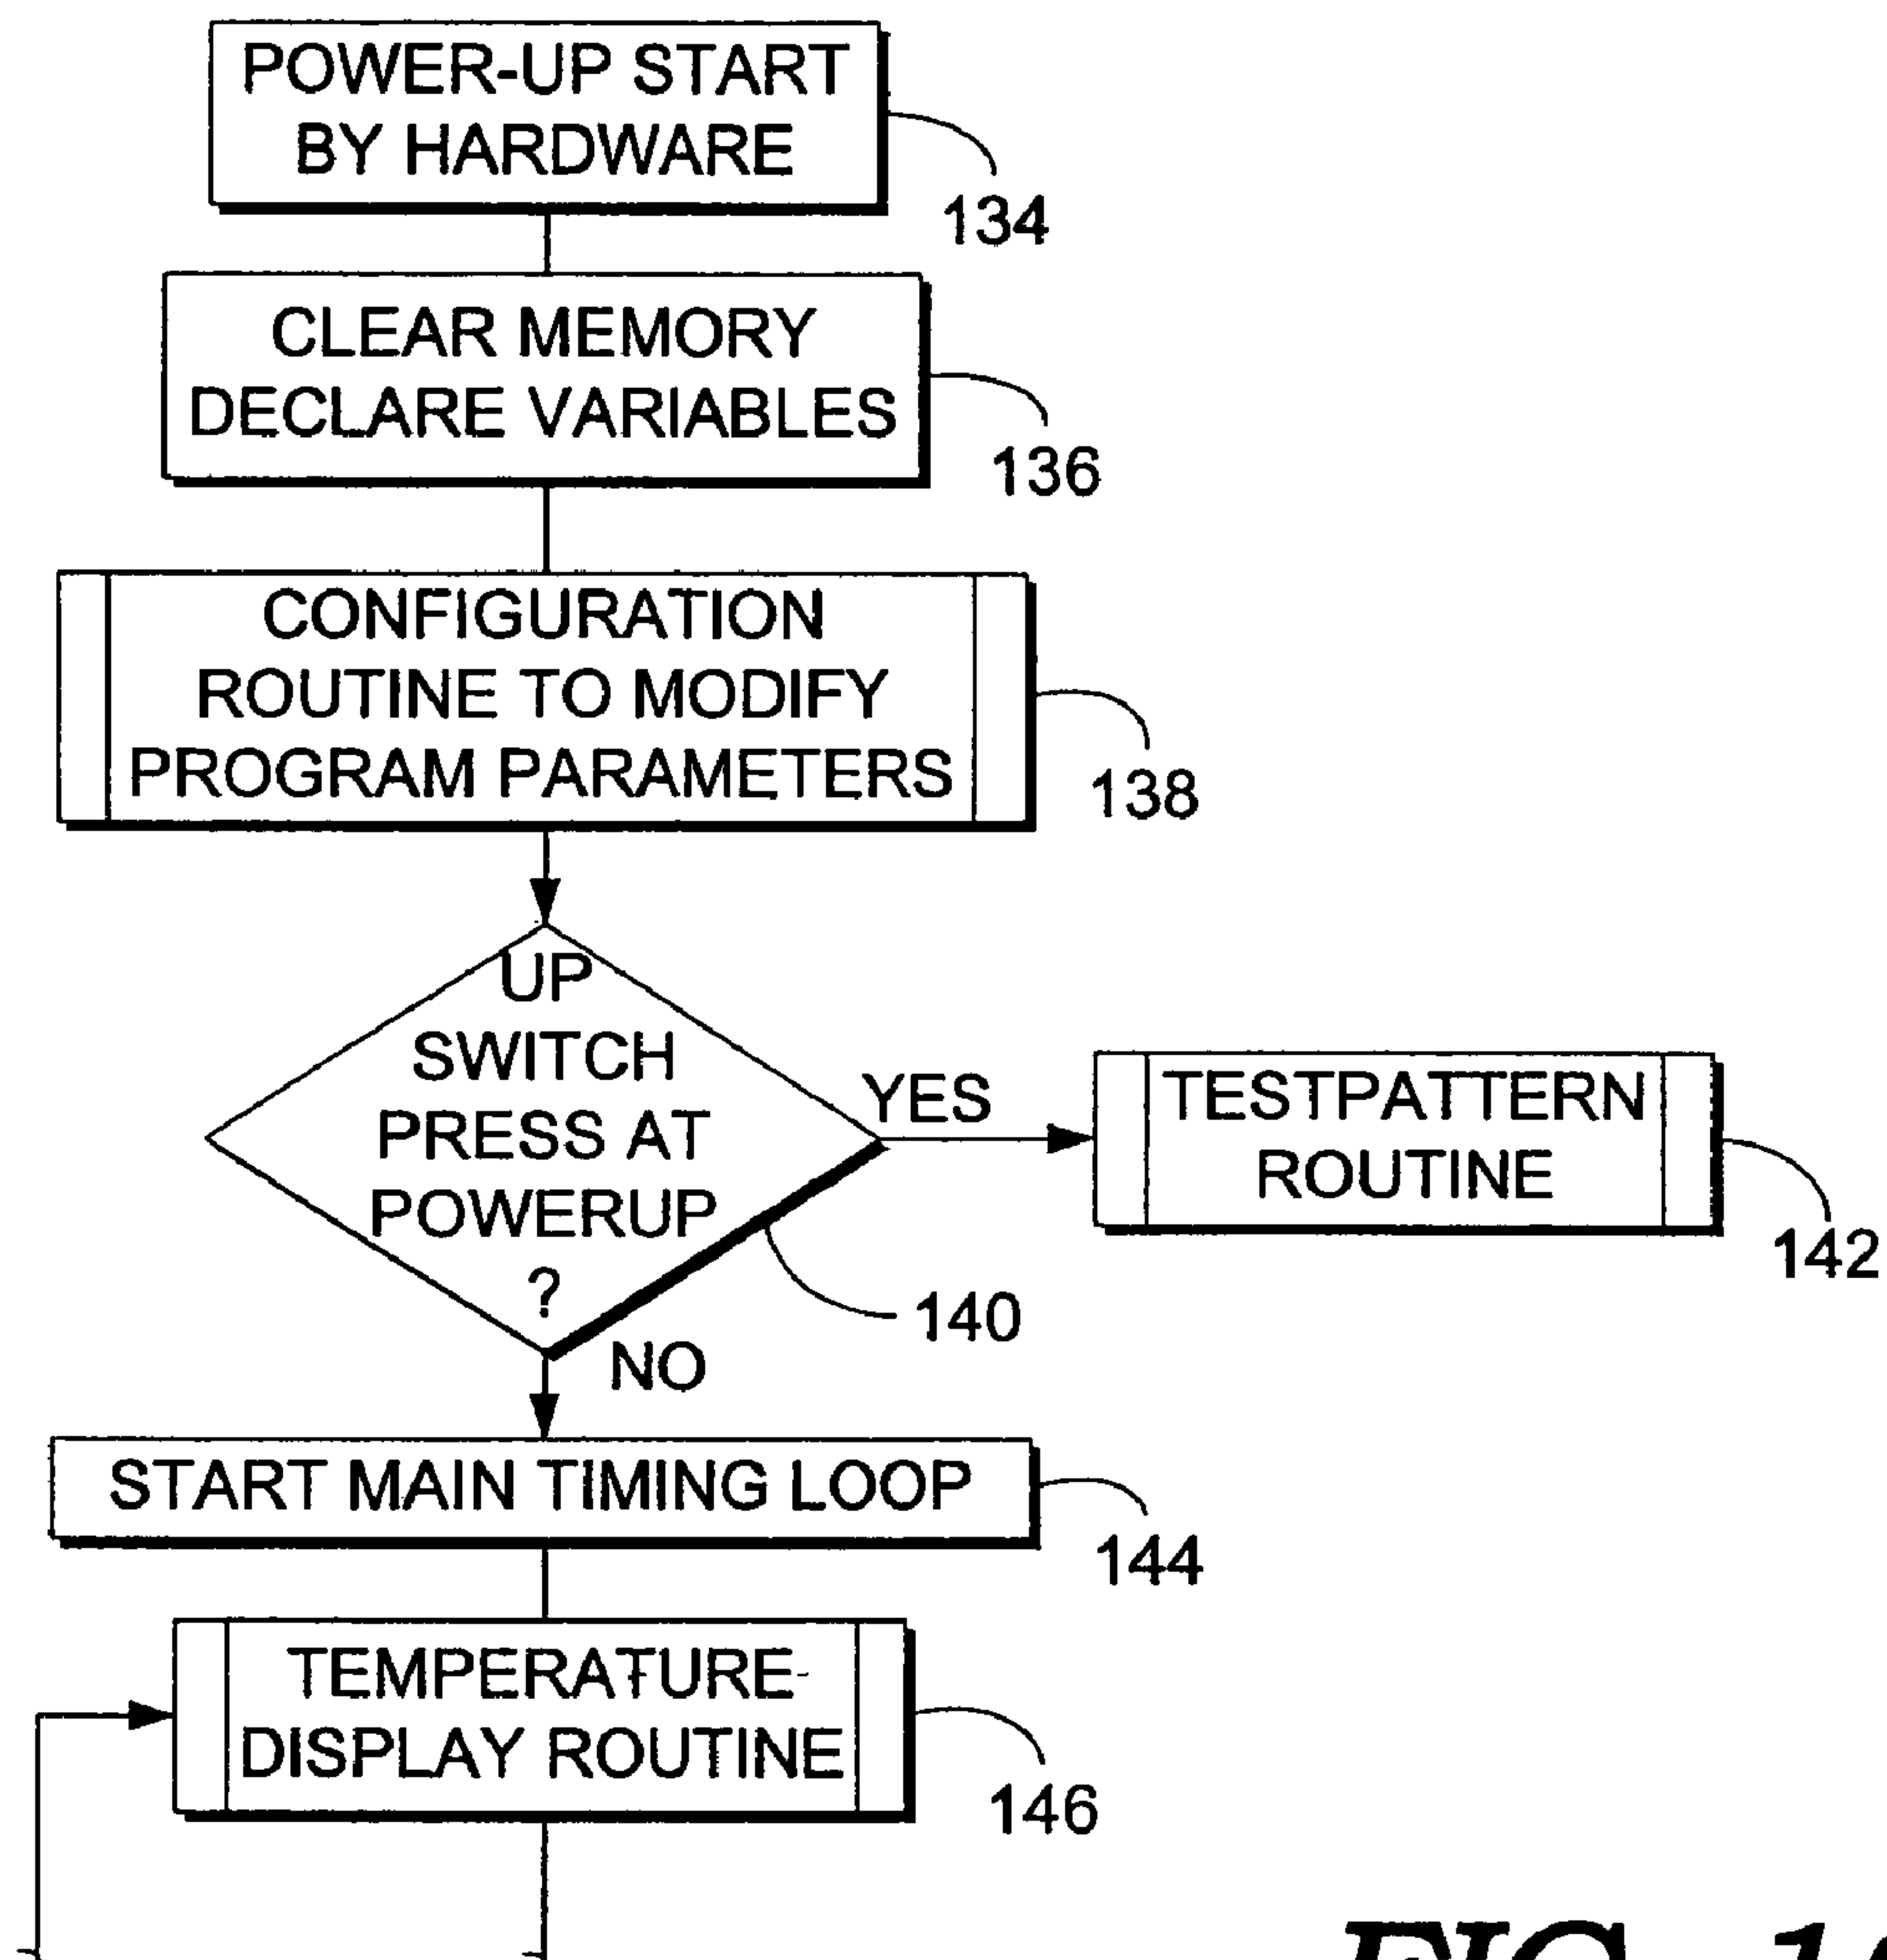 POWER-UP START
BY HARDWARE
134
CLEAR MEMORY
DECLARE VARIABLES
136
CONFIGURATION
ROUTINE TO MODIFY
PROGRAM PARAMETERS
138
UP
SWITCH
PRESS AT
POWERUP
?
YES
TESTPATTERN
ROUTINE
142
140
NO
START MAIN TIMING LOOP
144
TEMPERATURE-
DISPLAY ROUTINE
146
FIG.